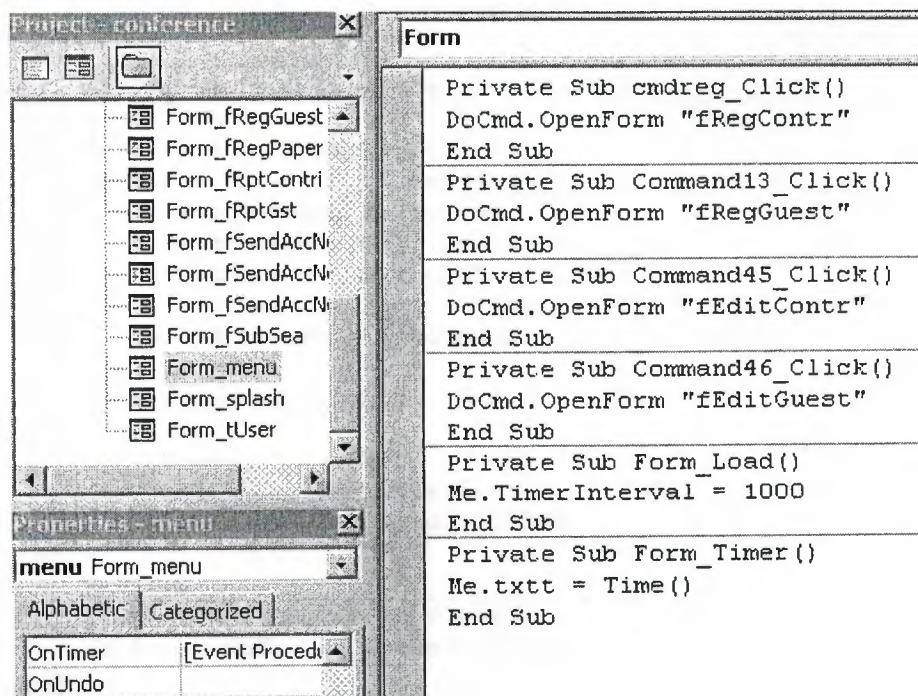 Project - conference
Form_fRegGuest
Form_fRegPaper
Form_fRptContri
Form_fRptGst
Form_fSendAccN
Form_fSendAccN
Form_fSendAccN
Form_fSubSea
Form_menu
Form_splash
Form_tUser
Properties - menu
menu Form_menu
Alphabetic Categorized
OnTimer [Event Procedu
OnUndo
Form
Private Sub cmdreg_Click()
DoCmd.OpenForm "fRegContr"
End Sub
Private Sub Command13_Click()
DoCmd.OpenForm "fRegGuest"
End Sub
Private Sub Command45_Click()
DoCmd.OpenForm "fEditContr"
End Sub
Private Sub Command46_Click()
DoCmd.OpenForm "fEditGuest"
End Sub
Private Sub Form_Load()
Me.TimerInterval = 1000
End Sub
Private Sub Form_Timer()
Me.txtt = Time()
End Sub